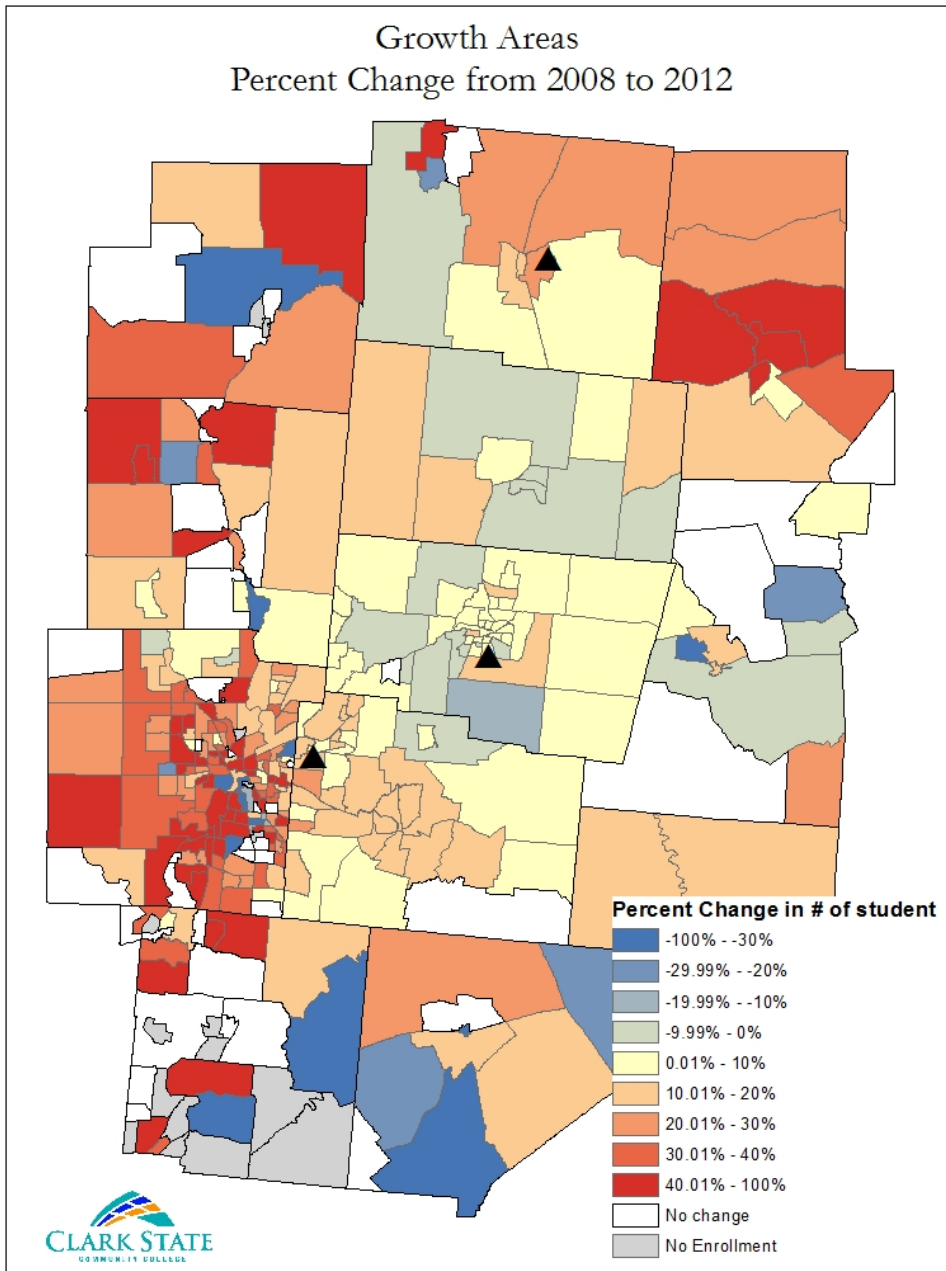 Growth Areas
Percent Change from 2008 to 2012
Percent Change in # of student
-100% - -30%
-29.99% - -20%
-19.99% - -10%
-9.99% - 0%
0.01% - 10%
10.01% - 20%
20.01% - 30%
30.01% - 40%
40.01% - 100%
No change
No Enrollment
CLARK STATE
COMMUNITY COLLEGE